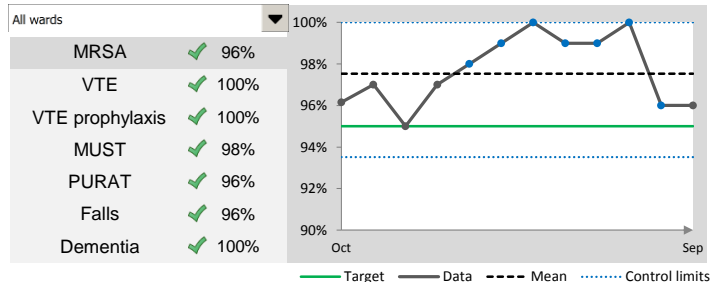 All wards
MRSA 96%
VTE 100%
VTE prophylaxis 100%
MUST 98%
PURAT 96%
Falls 96%
Dementia 100%
100%
98%
96%
94%
92%
90%
Oct Sep
Target Data Mean Control limits